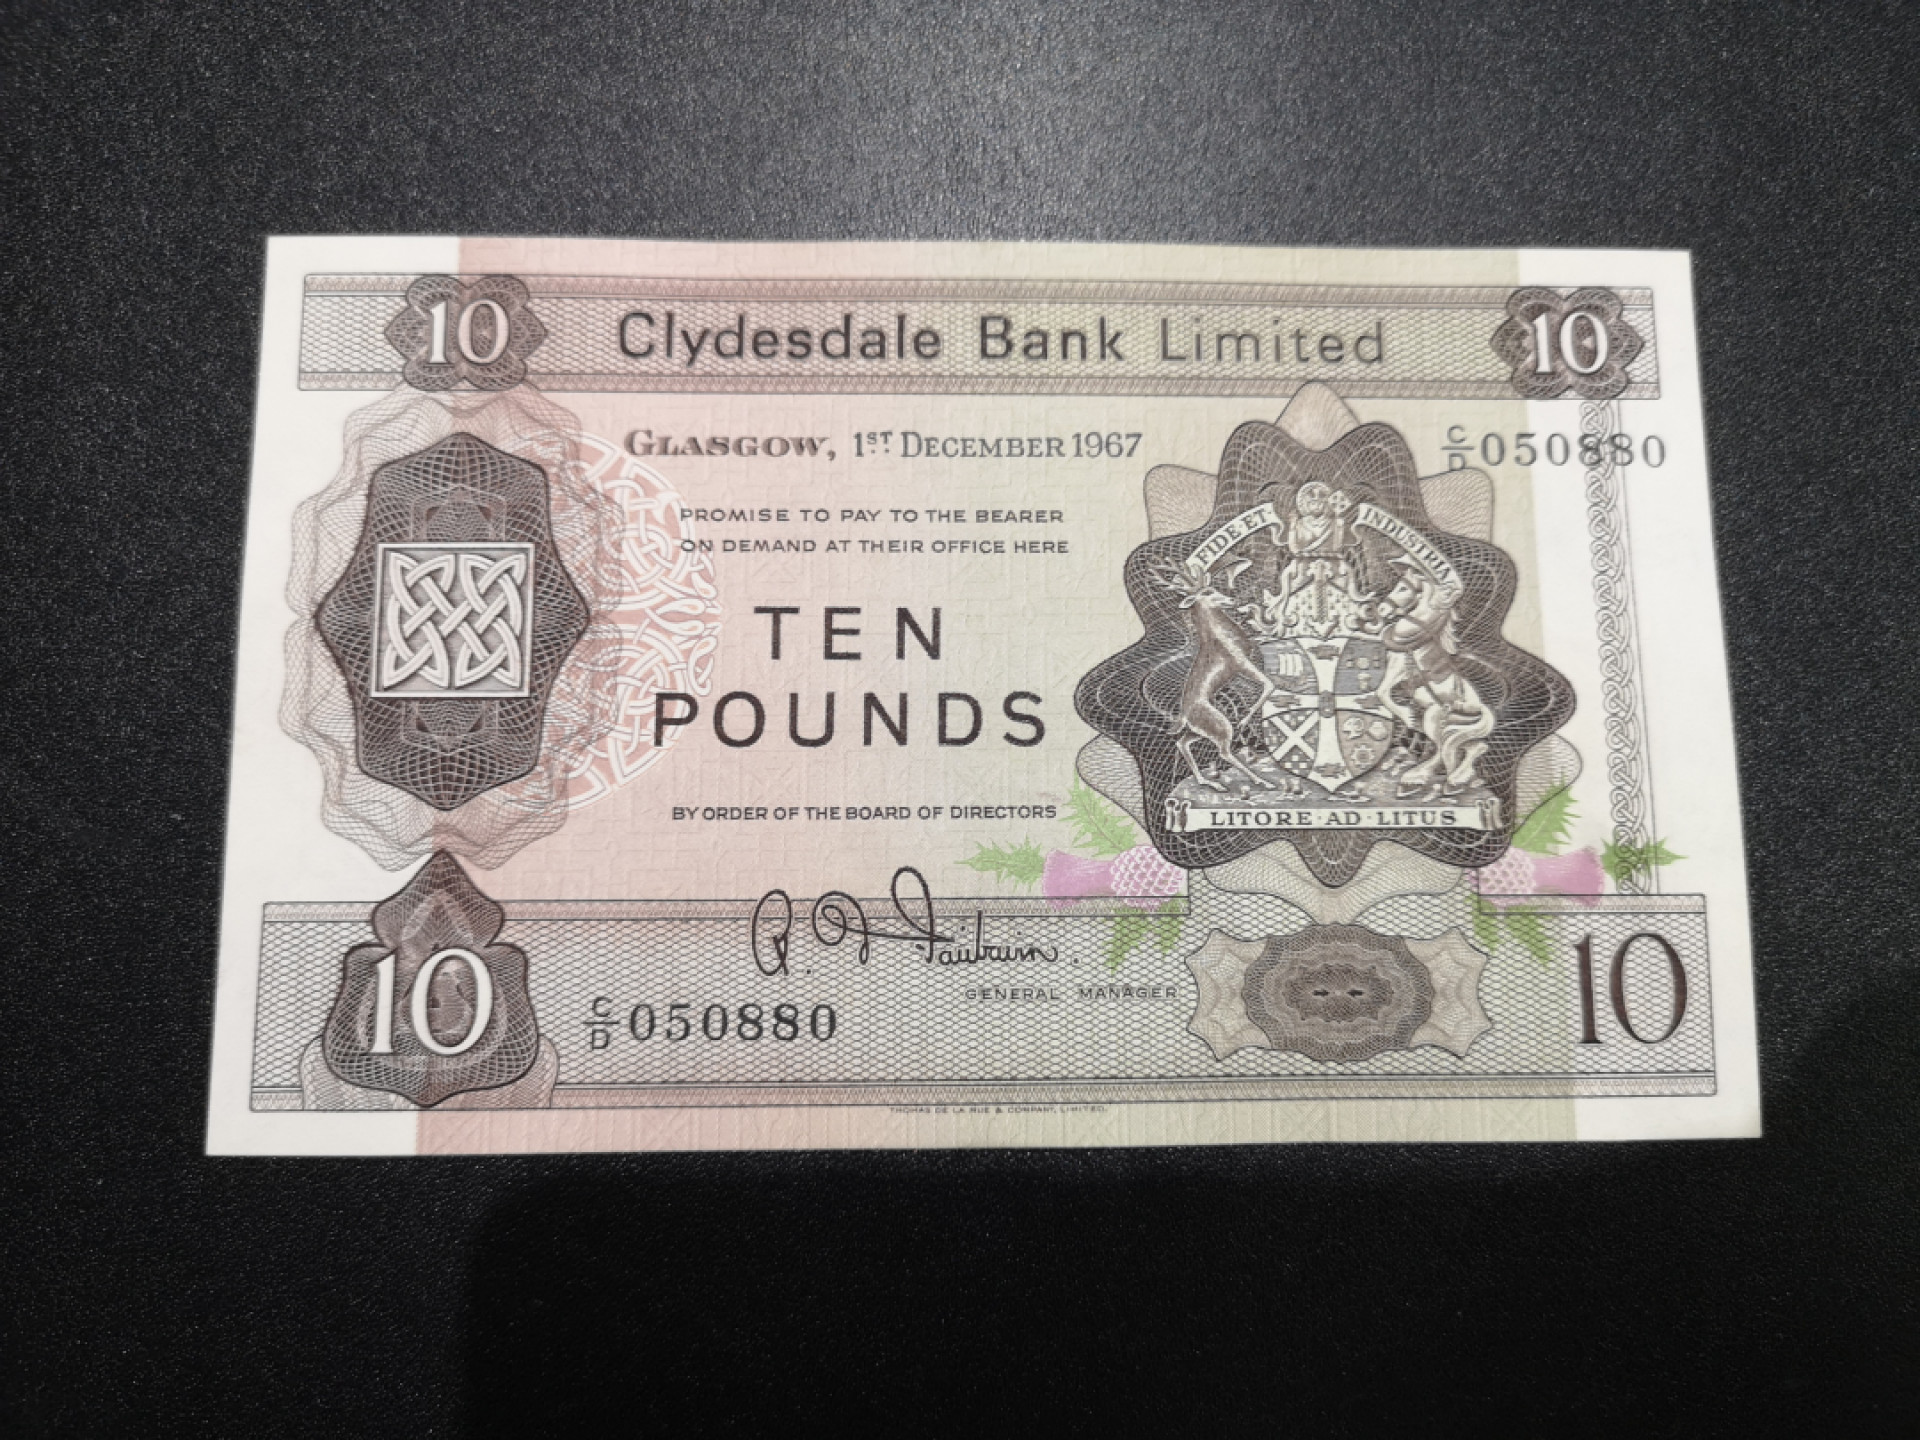 10 Clydesdale Bank Limited 10
GLASGOW, 1ST DECEMBER 1967
C/D 050880
PROMISE TO PAY TO THE BEARER
ON DEMAND AT THEIR OFFICE HERE
FIDE·ET INDUSTRIA
TEN
POUNDS
BY ORDER OF THE BOARD OF DIRECTORS
LITORE·AD·LITUS
R. D. Fairbairn.
GENERAL MANAGER
10 C/D 050880 10
THOMAS DE LA RUE & COMPANY, LIMITED.